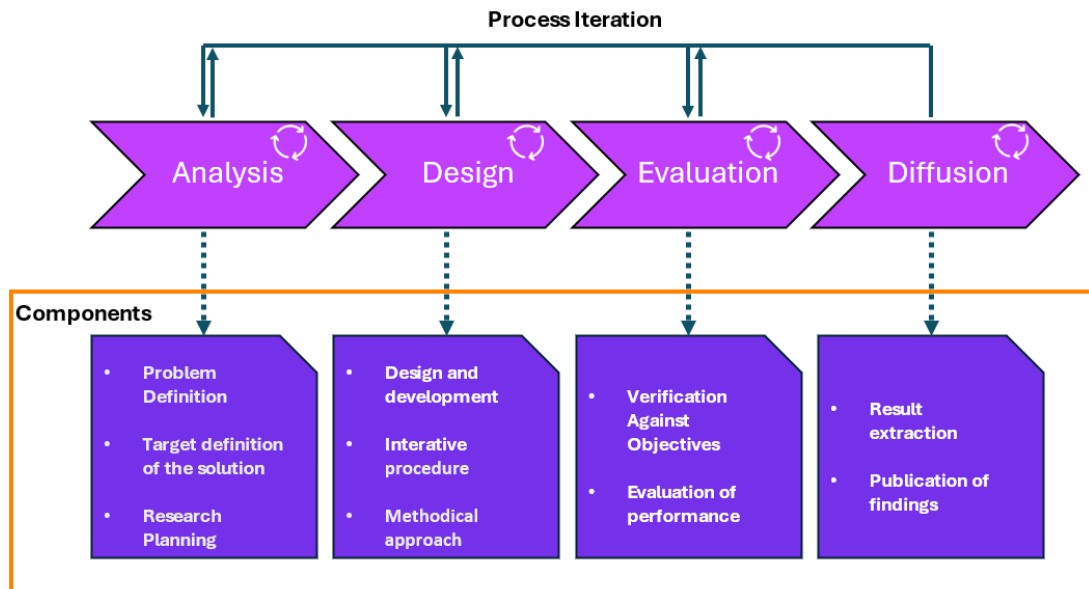 Process Iteration
Analysis
Design
Evaluation
Diffusion
Components
• Problem
Definition
• Target definition
of the solution
• Research
Planning
• Design and
development
• Interative
procedure
• Methodical
approach
• Verification
Against
Objectives
• Evaluation of
performance
• Result
extraction
• Publication of
findings